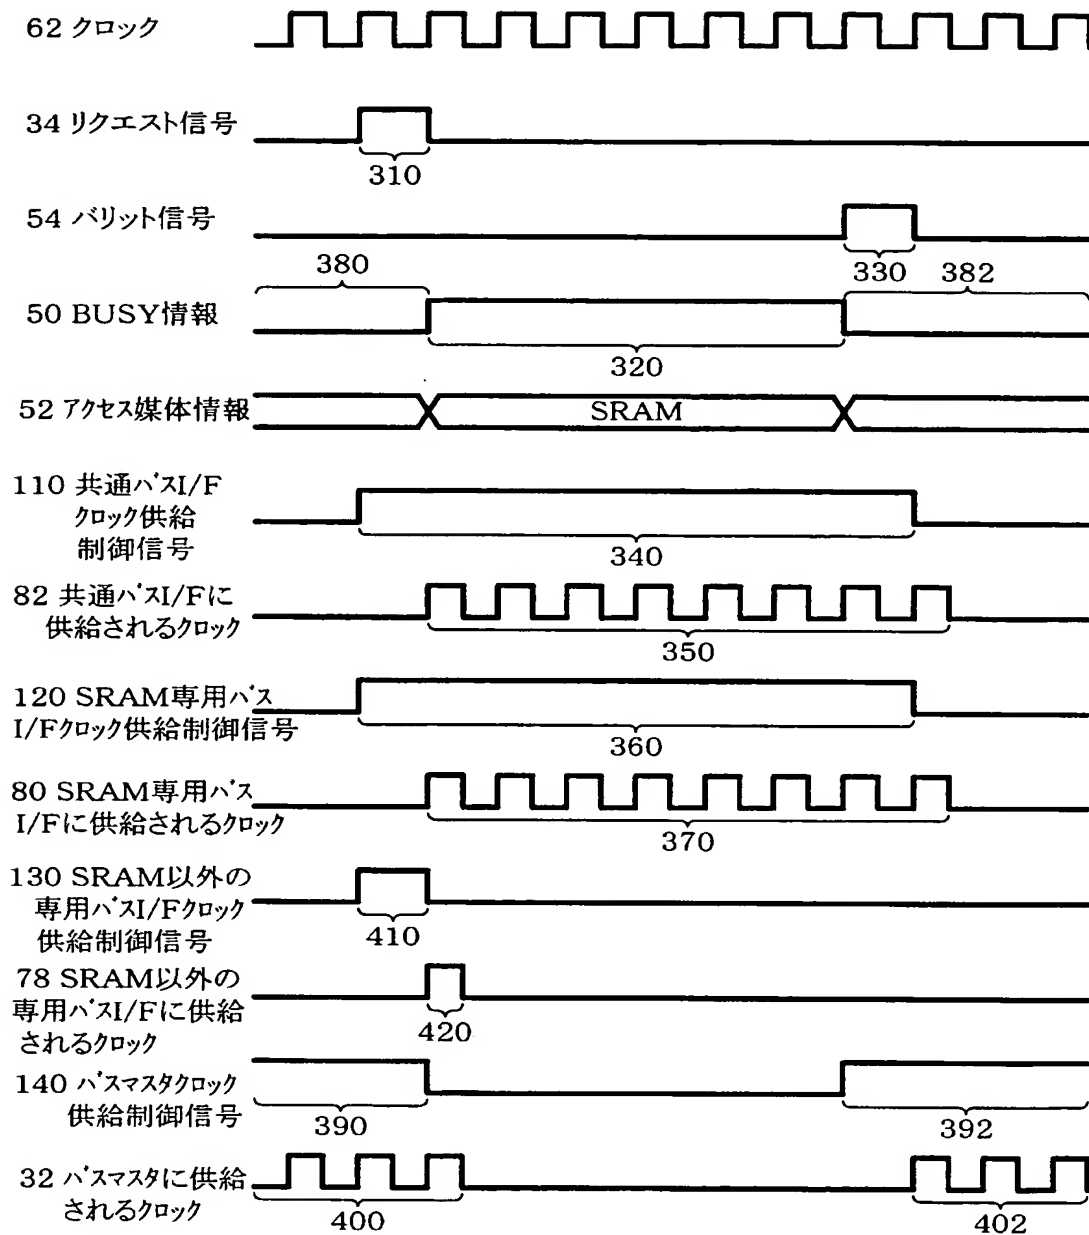 62 クロック
34 リクエスト信号
310
54 バリット信号
380
330
382
50 BUSY情報
320
52 アクセス媒体情報
SRAM
110 共通バスI/F
クロック供給
制御信号
340
82 共通バスI/Fに
供給されるクロック
350
120 SRAM専用バス
I/Fクロック供給制御信号
360
80 SRAM専用バス
I/Fに供給されるクロック
370
130 SRAM以外の
専用バスI/Fクロック
供給制御信号
410
78 SRAM以外の
専用バスI/Fに供給
されるクロック
420
140 バスマスタクロック
供給制御信号
390
392
32 バスマスタに供給
されるクロック
400
402